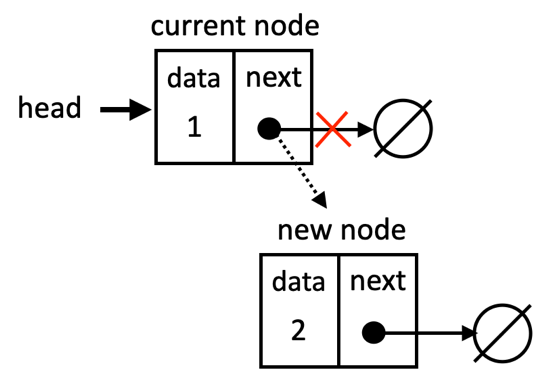 current node
data next
head
1
new node
data next
2